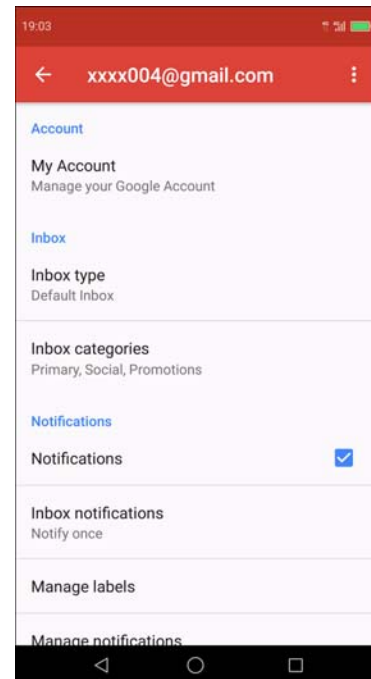 19:03
xxxx004@gmail.com
Account
My Account
Manage your Google Account
Inbox
Inbox type
Default Inbox
Inbox categories
Primary, Social, Promotions
Notifications
Notifications
Inbox notifications
Notify once
Manage labels
Manage notifications